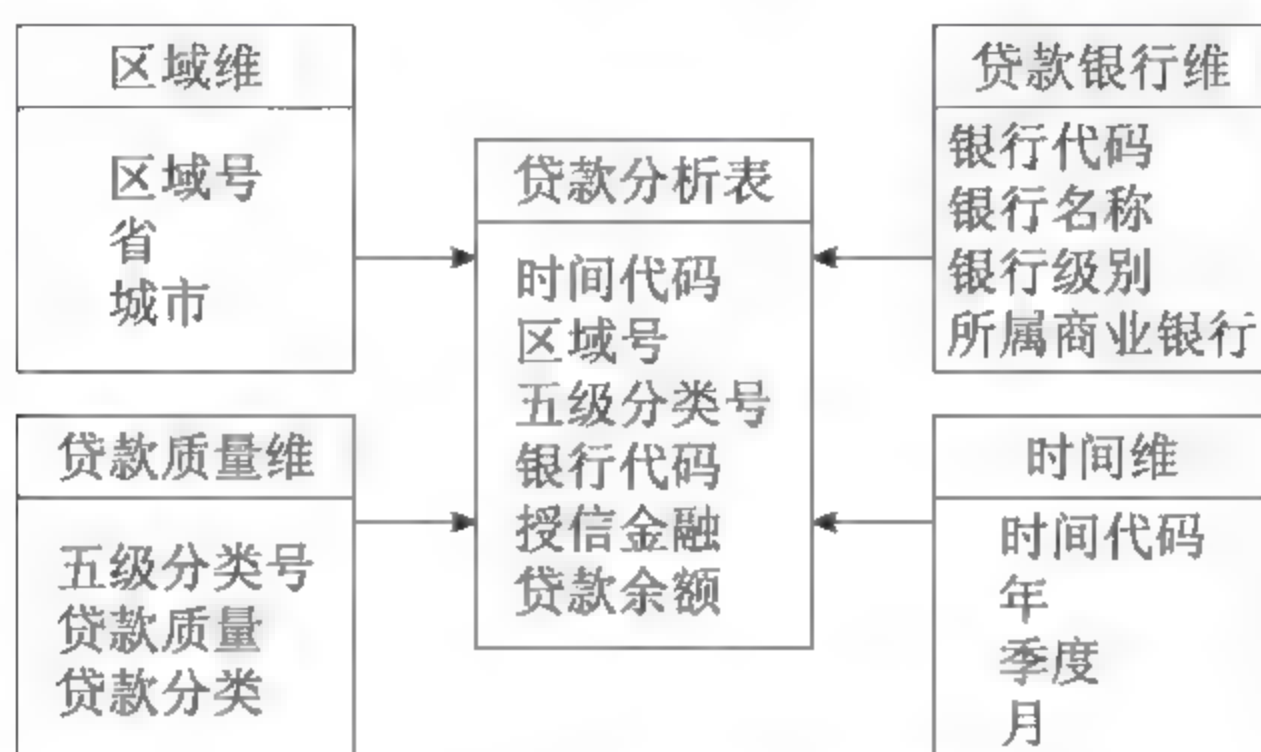 区域维
区域号
省
城市
贷款质量维
五级分类号
贷款质量
贷款分类
贷款分析表
时间代码
区域号
五级分类号
银行代码
授信金融
贷款余额
贷款银行维
银行代码
银行名称
银行级别
所属商业银行
时间维
时间代码
年
季度
月